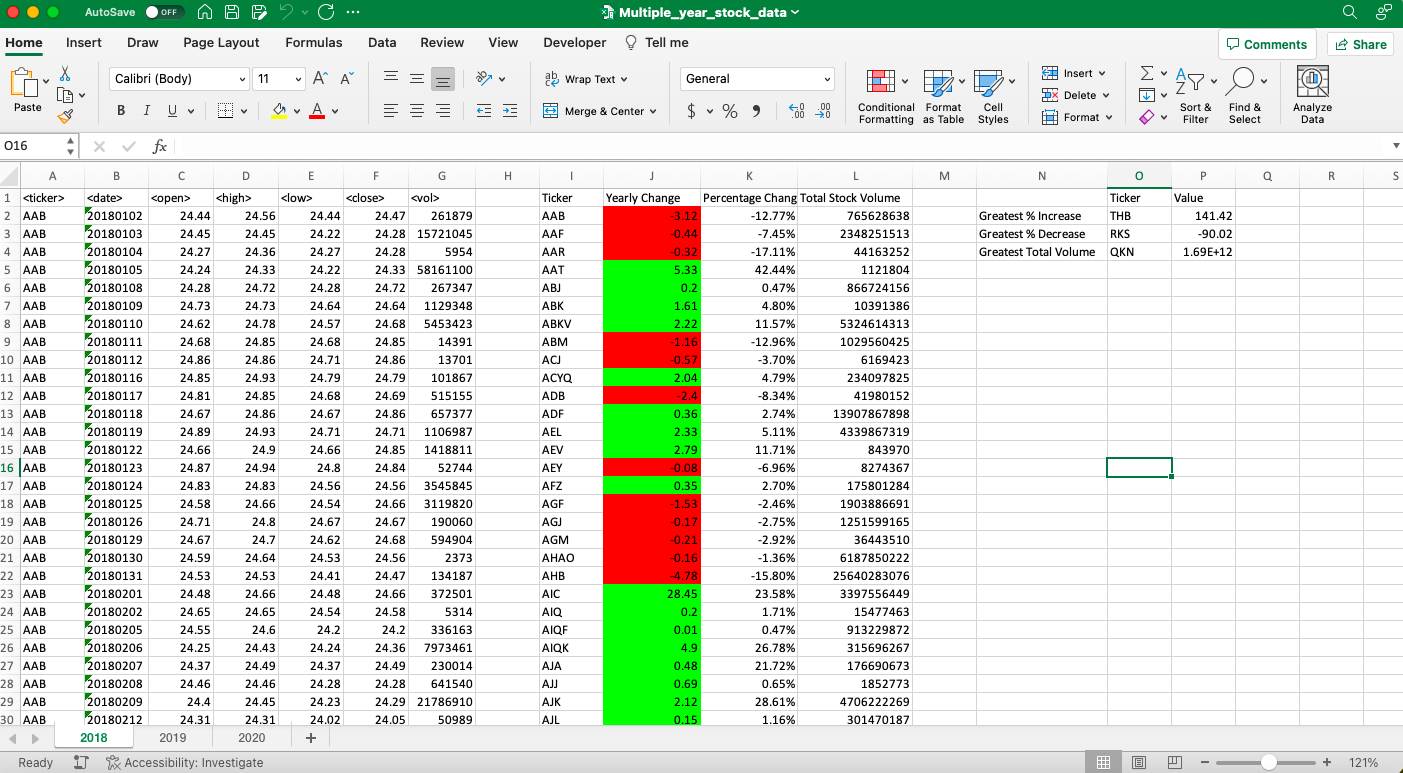 AutoSave OFF Multiple_year_stock_data
Home Insert Draw Page Layout Formulas Data Review View Developer Tell me Comments Share
Paste Calibri (Body) 11 A A Wrap Text General Conditional Formatting Format as Table Cell Styles Insert Sort & Filter Find & Select Analyze Data
B I U A Merge & Center $ % Delete
Format
O16 fx
A B C D E F G H I J K L M N O P Q R S
1 <ticker> <date> <open> <high> <low> <close> <vol> Ticker Yearly Change Percentage Chang Total Stock Volume Ticker Value
2 AAB 20180102 24.44 24.56 24.44 24.47 261879 AAB -3.12 -12.77% 765628638 Greatest % Increase THB 141.42
3 AAB 20180103 24.45 24.45 24.22 24.28 15721045 AAF -0.44 -7.45% 2348251513 Greatest % Decrease RKS -90.02
4 AAB 20180104 24.27 24.36 24.27 24.28 5954 AAR -0.32 -17.11% 44163252 Greatest Total Volume QKN 1.69E+12
5 AAB 20180105 24.24 24.33 24.22 24.33 58161100 AAT 5.33 42.44% 1121804
6 AAB 20180108 24.28 24.72 24.28 24.72 267347 ABJ 0.2 0.47% 866724156
7 AAB 20180109 24.73 24.73 24.64 24.64 1129348 ABK 1.61 4.80% 10391386
8 AAB 20180110 24.62 24.78 24.57 24.68 5453423 ABKV 2.22 11.57% 5324614313
9 AAB 20180111 24.68 24.85 24.68 24.85 14391 ABM -1.16 -12.96% 1029560425
10 AAB 20180112 24.86 24.86 24.71 24.86 13701 ACJ -0.57 -3.70% 6169423
11 AAB 20180116 24.85 24.93 24.79 24.79 101867 ACYQ 2.04 4.79% 234097825
12 AAB 20180117 24.81 24.85 24.68 24.69 515155 ADB -2.4 -8.34% 41980152
13 AAB 20180118 24.67 24.86 24.67 24.86 657377 ADF 0.36 2.74% 13907867898
14 AAB 20180119 24.89 24.93 24.71 24.71 1106987 AEL 2.33 5.11% 4339867319
15 AAB 20180122 24.66 24.9 24.66 24.85 1418811 AEV 2.79 11.71% 843970
16 AAB 20180123 24.87 24.94 24.8 24.84 52744 AEY -0.08 -6.96% 8274367
17 AAB 20180124 24.83 24.83 24.56 24.56 3545845 AFZ 0.35 2.70% 175801284
18 AAB 20180125 24.58 24.66 24.54 24.66 3119820 AGF -1.53 -2.46% 1903886691
19 AAB 20180126 24.71 24.8 24.67 24.67 190060 AGJ -0.17 -2.75% 1251599165
20 AAB 20180129 24.67 24.7 24.62 24.68 594904 AGM -0.21 -2.92% 36443510
21 AAB 20180130 24.59 24.64 24.53 24.56 2373 AHAO -0.16 -1.36% 6187850222
22 AAB 20180131 24.53 24.53 24.41 24.47 134187 AHB -4.78 -15.80% 25640283076
23 AAB 20180201 24.48 24.66 24.48 24.66 372501 AIC 28.45 23.58% 3397556449
24 AAB 20180202 24.65 24.65 24.54 24.58 5314 AIQ 0.2 1.71% 15477463
25 AAB 20180205 24.55 24.6 24.2 24.2 336163 AIQF 0.01 0.47% 913229872
26 AAB 20180206 24.25 24.43 24.24 24.36 7973461 AIQK 4.9 26.78% 315696267
27 AAB 20180207 24.37 24.49 24.37 24.49 230014 AJA 0.48 21.72% 176690673
28 AAB 20180208 24.46 24.46 24.28 24.28 641540 AJJ 0.69 0.65% 1852773
29 AAB 20180209 24.4 24.45 24.23 24.29 21786910 AJK 2.12 28.61% 4706222269
30 AAB 20180212 24.31 24.31 24.02 24.05 50989 AJL 0.15 1.16% 301470187
2018 2019 2020 +
Ready Accessibility: Investigate 121%